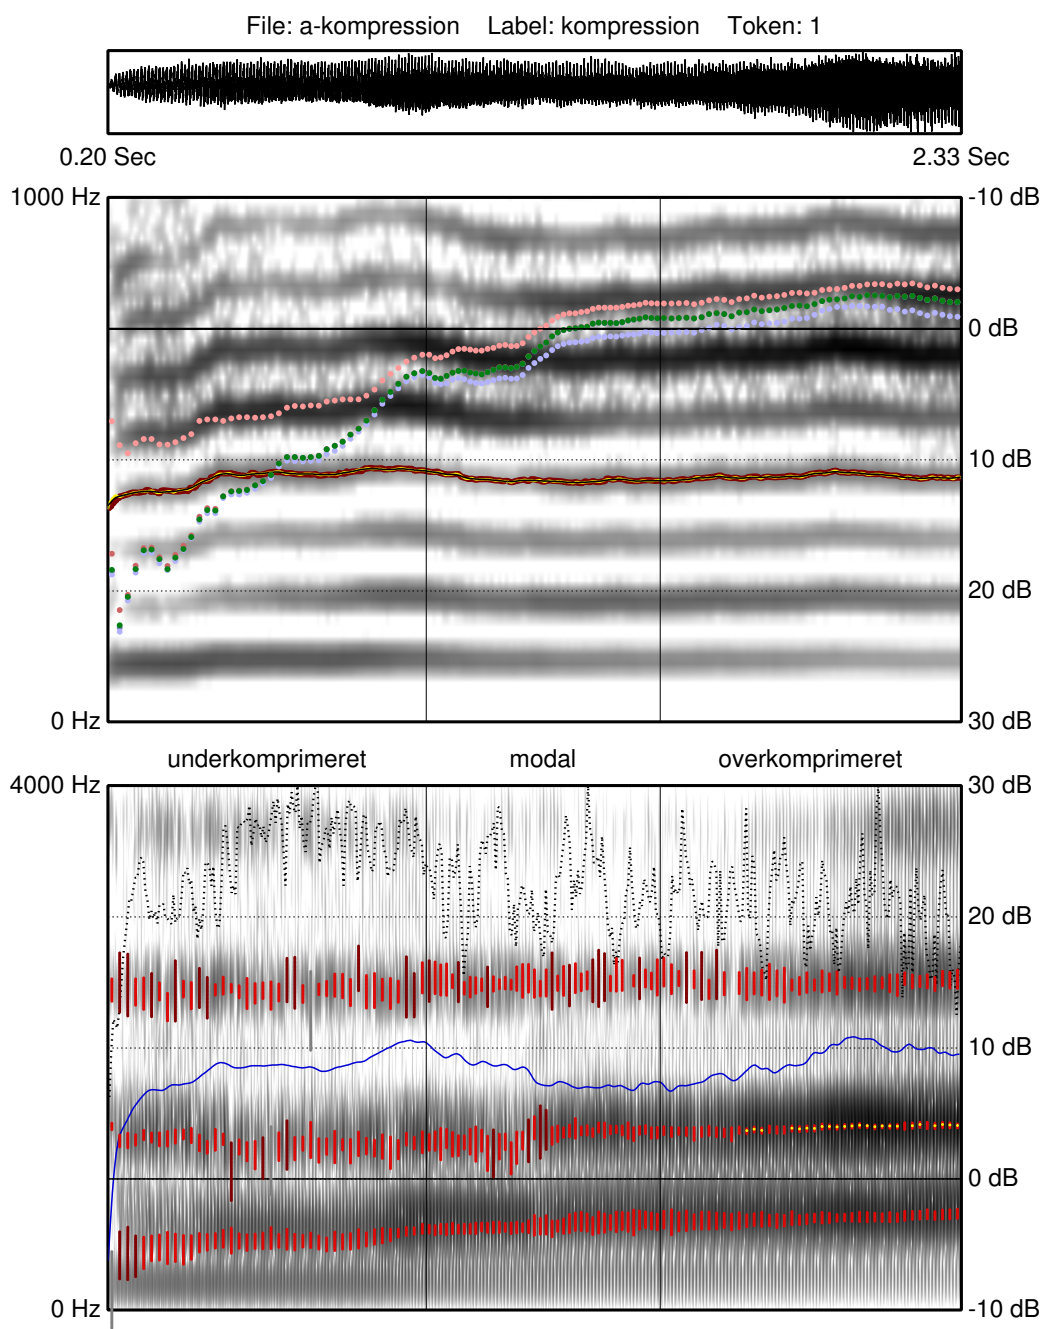 File: a-kompression Label: kompression Token: 1
0.20 Sec 2.33 Sec
1000 Hz -10 dB
0 dB
10 dB
20 dB
0 Hz 30 dB
underkomprimeret modal overkomprimeret
4000 Hz 30 dB
20 dB
10 dB
0 dB
0 Hz -10 dB